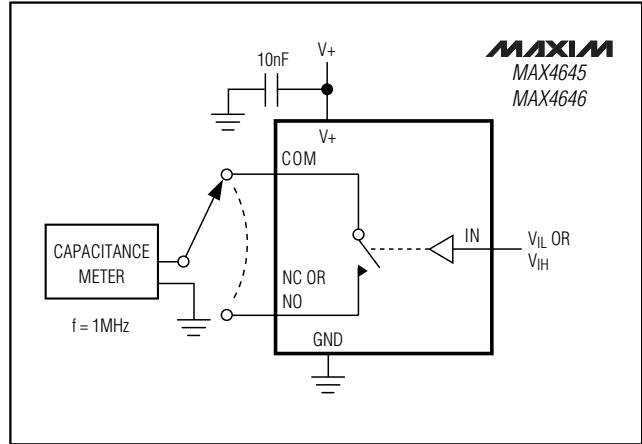 10nF
V+
MAXIM
MAX4645
MAX4646
V+
COM
CAPACITANCE
METER
f = 1MHz
NC OR
NO
IN
VIL OR
VIH
GND